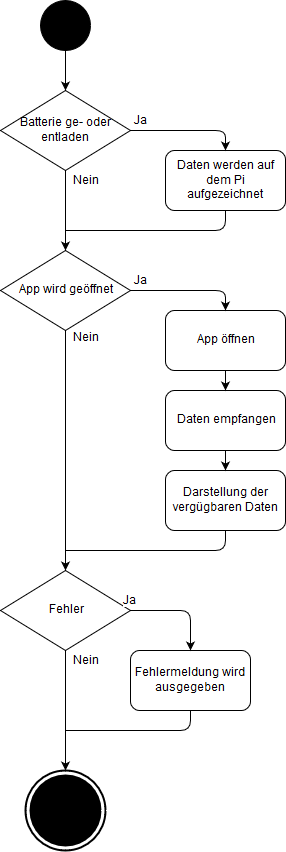 Batterie ge- oder
entladen
Ja
Daten werden auf
dem Pi
aufgezeichnet
Nein
App wird geöffnet
Ja
App öffnen
Nein
Daten empfangen
Darstellung der
vergügbaren Daten
Fehler
Ja
Nein
Fehlermeldung wird
ausgegeben